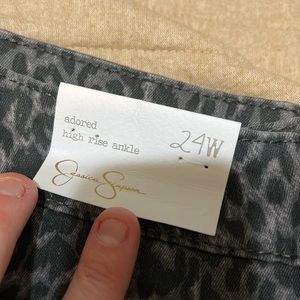 adored
high rise ankle
24W
Jessica Simpson